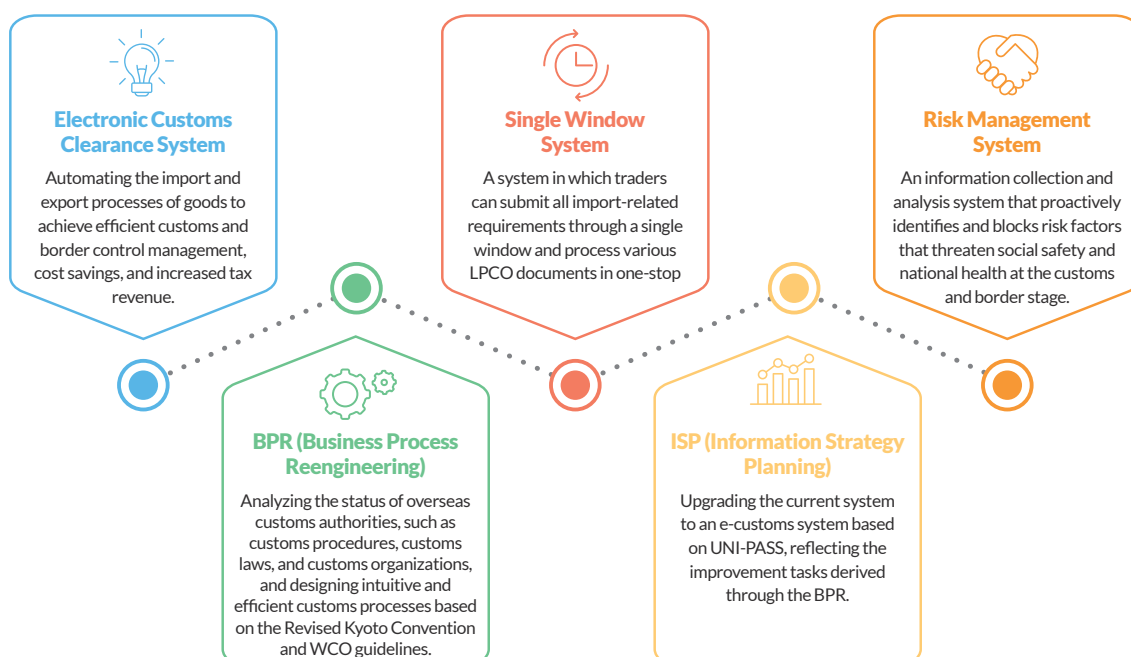 Electronic Customs
Clearance System
Automating the import and
export processes of goods to
achieve efficient customs and
border control management,
cost savings, and increased tax
revenue.
BPR (Business Process
Reengineering)
Analyzing the status of overseas
customs authorities, such as
customs procedures, customs
laws, and customs organizations,
and designing intuitive and
efficient customs processes based
on the Revised Kyoto Convention
and WCO guidelines.
Single Window
System
A system in which traders
can submit all import-related
requirements through a single
window and process various
LPCO documents in one-stop
ISP (Information Strategy
Planning)
Upgrading the current system
to an e-customs system based
on UNI-PASS, reflecting the
improvement tasks derived
through the BPR.
Risk Management
System
An information collection and
analysis system that proactively
identifies and blocks risk factors
that threaten social safety and
national health at the customs
and border stage.